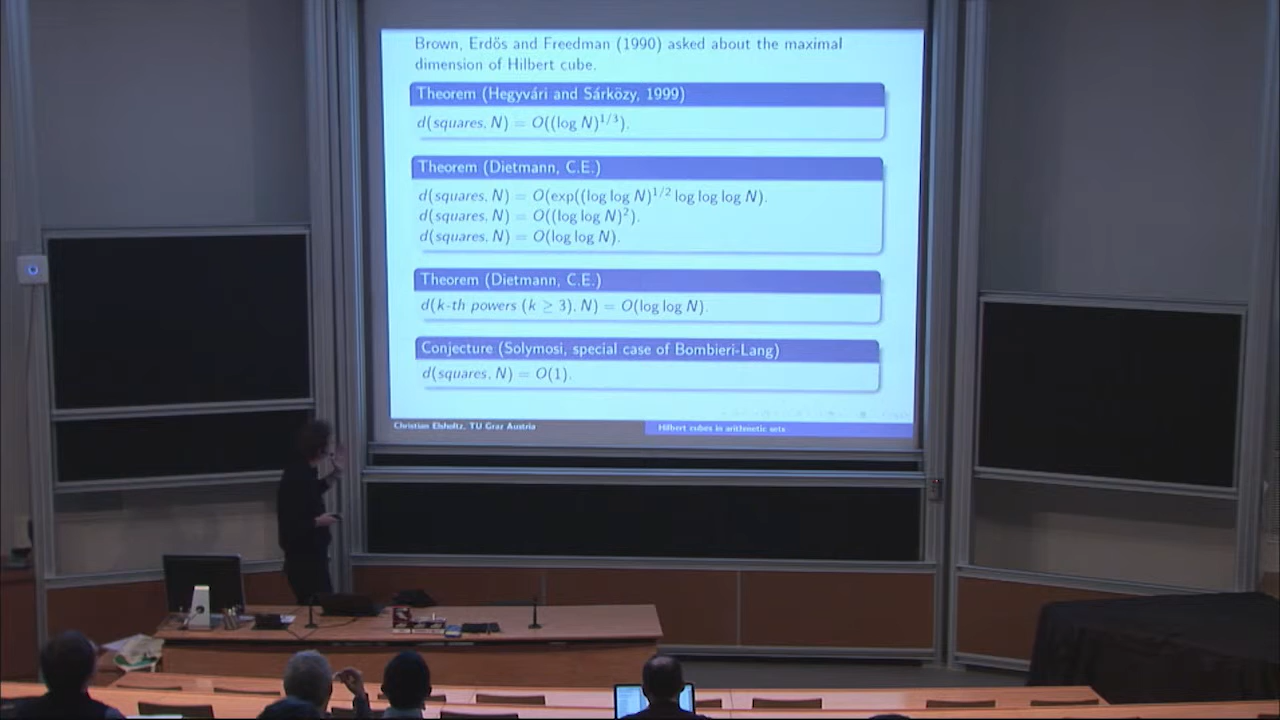 Brown, Erdős and Freedman (1990) asked about the maximal
dimension of Hilbert cube.
Theorem (Hegyvári and Sárközy, 1999)
d(squares, N) = O((log N)^{1/3}).
Theorem (Dietmann, C.E.)
d(squares, N) = O(exp((log log N)^{1/2} log log log N).
d(squares, N) = O((log log N)^2).
d(squares, N) = O(log log N).
Theorem (Dietmann, C.E.)
d(k-th powers (k ≥ 3), N) = O(log log N).
Conjecture (Solymosi, special case of Bombieri-Lang)
d(squares, N) = O(1).
Christian Elsholtz, TU Graz Austria
Hilbert cubes in arithmetic sets